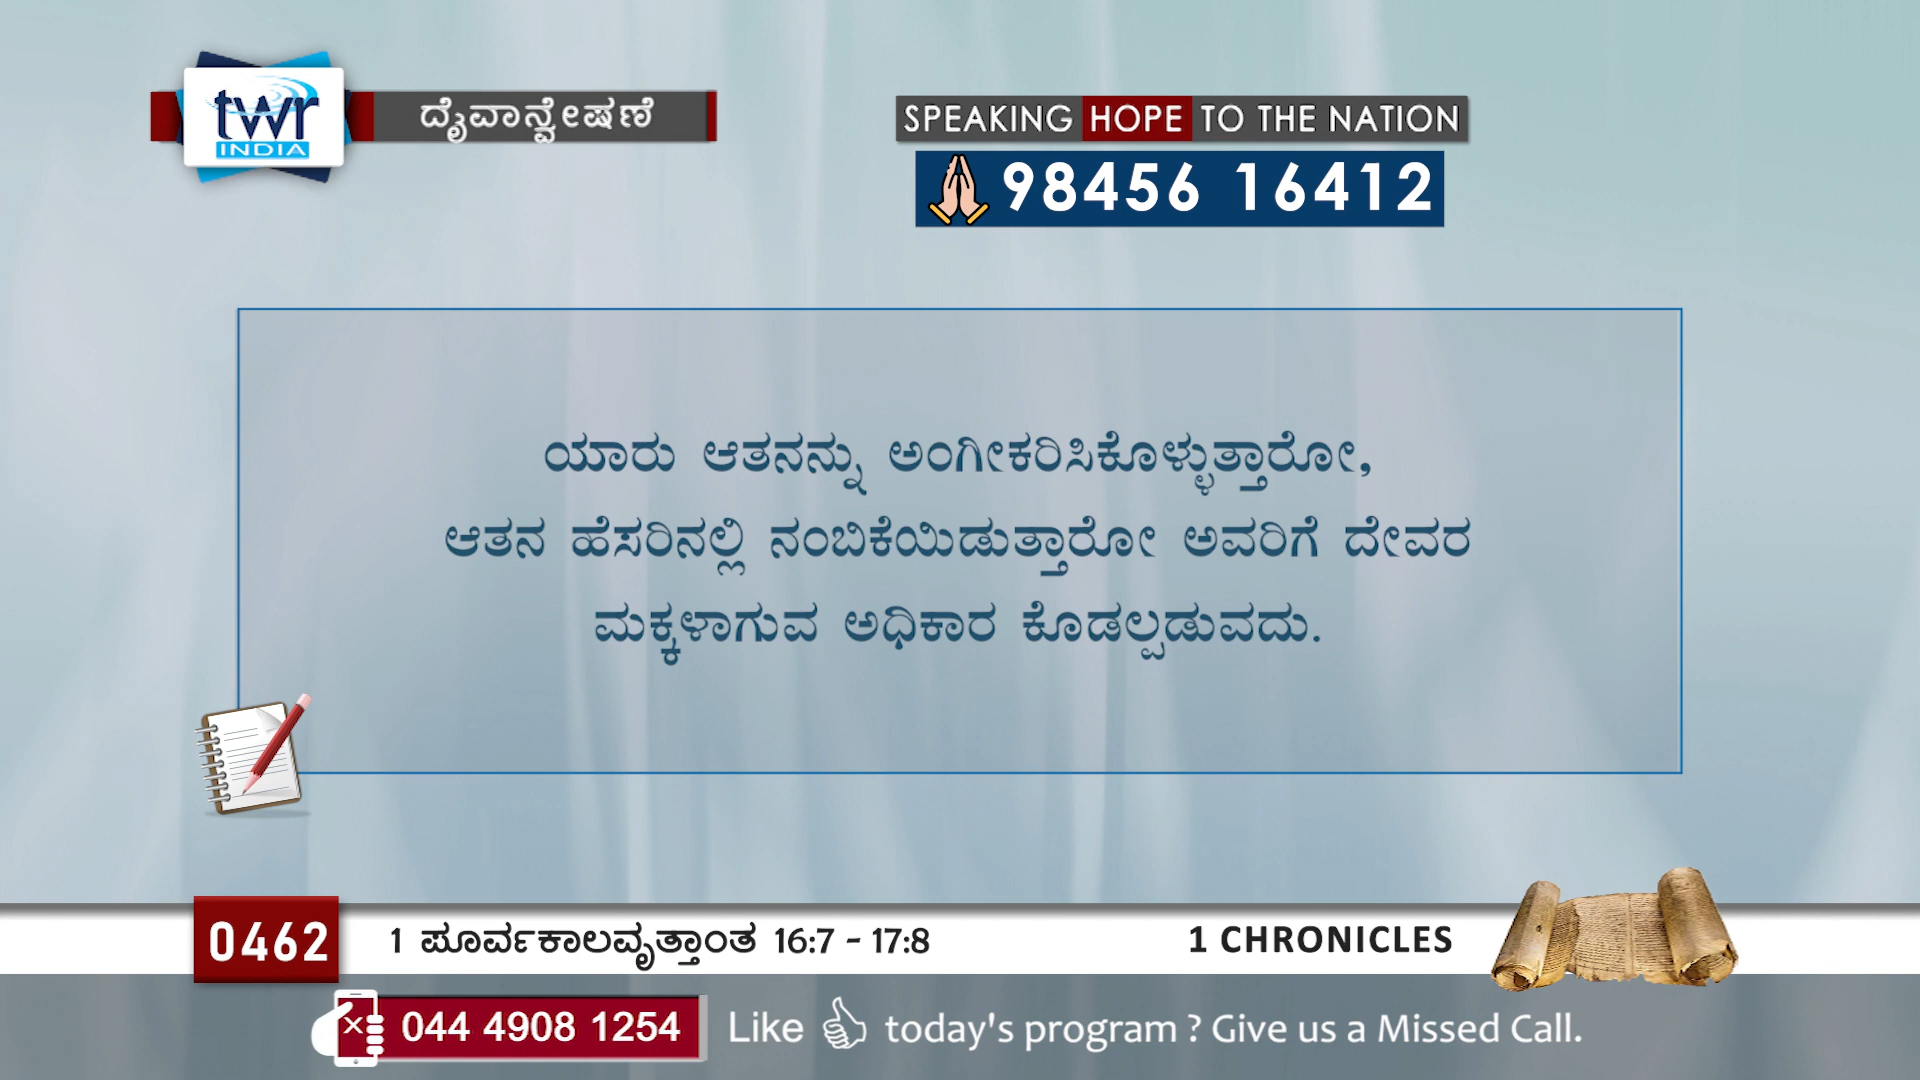 twr
INDIA
ದೈವಾನ್ವೇಷಣೆ
SPEAKING HOPE TO THE NATION
98456 16412
ಯಾರು ಆತನನ್ನು ಅಂಗೀಕರಿಸಿಕೊಳ್ಳುತ್ತಾರೋ,
ಆತನ ಹೆಸರಿನಲ್ಲಿ ನಂಬಿಕೆಯಿಡುತ್ತಾರೋ ಅವರಿಗೆ ದೇವರ
ಮಕ್ಕಳಾಗುವ ಅಧಿಕಾರ ಕೊಡಲ್ಪಡುವದು.
0462
1 ಪೂರ್ವಕಾಲವೃತ್ತಾಂತ 16:7 - 17:8
1 CHRONICLES
044 4908 1254
Like today's program ? Give us a Missed Call.